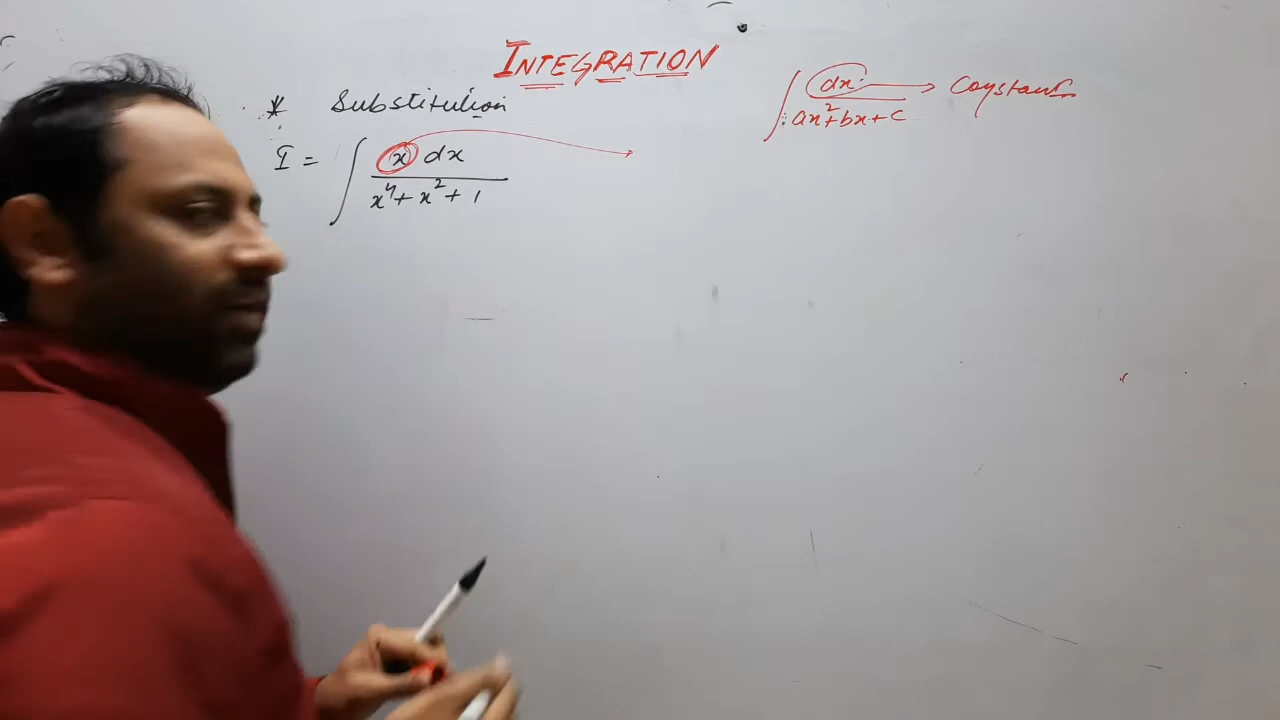 INTEGRATION
* Substitution
I = ∫ x dx / x⁴ + x² + 1
∫ dx / ax² + bx + c → Constant